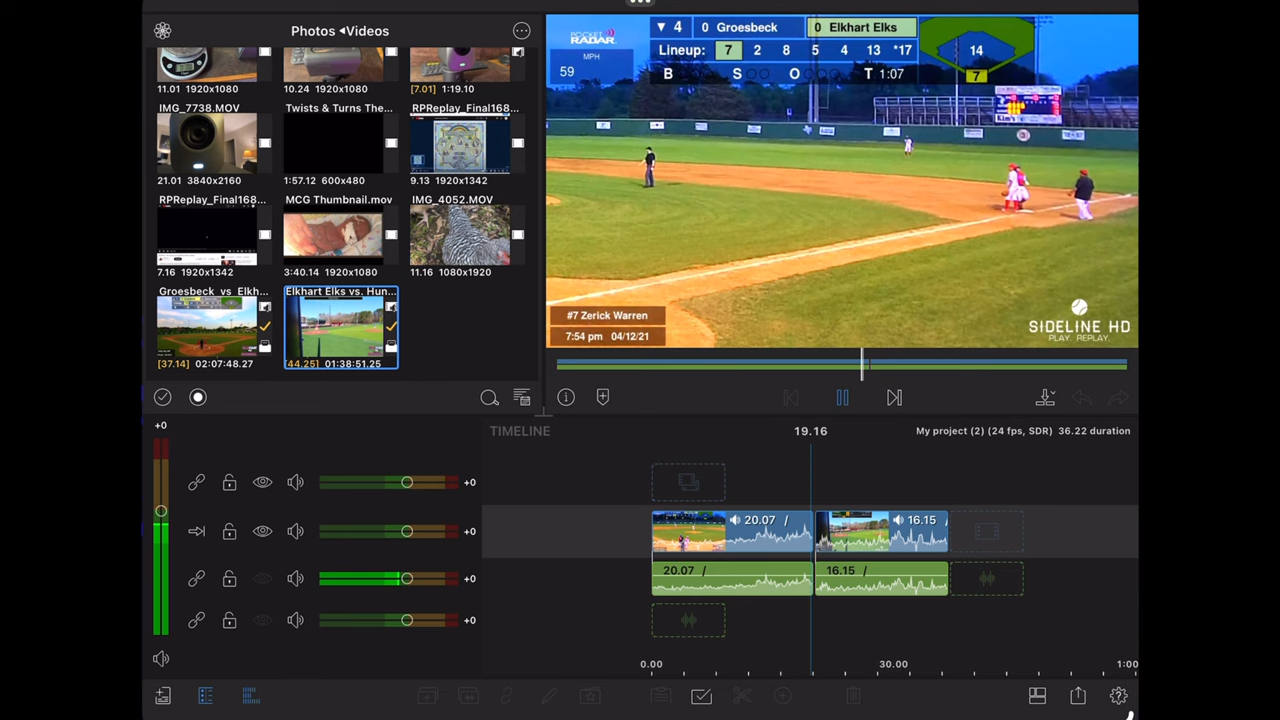 Photos ◂Videos
11.01 1920x1080
10.24 1920x1080
[7.01] 1:19.10
IMG_7738.MOV
Twists & Turns The...
RPReplay_Final168...
21.01 3840x2160
1:57.12 600x480
9.13 1920x1342
RPReplay_Final168...
MCG Thumbnail.mov
IMG_4052.MOV
7.16 1920x1342
3:40.14 1920x1080
11.16 1080x1920
Groesbeck vs Elkh...
Elkhart Elks vs. Hun...
[37.14] 02:07:48.27
[44.25] 01:38:51.25
POCKET RADAR
MPH
59
▼ 4 0 Groesbeck 0 Elkhart Elks
Lineup: 7 2 8 5 4 13 *17
B S O T 1:07
14
7
#7 Zerick Warren
7:54 pm 04/12/21
SIDELINE HD
PLAY. REPLAY.
+0
TIMELINE
19.16
My project (2) (24 fps, SDR) 36.22 duration
+0
+0
+0
+0
20.07 /
16.15 /
20.07 /
16.15 /
0.00
30.00
1:00